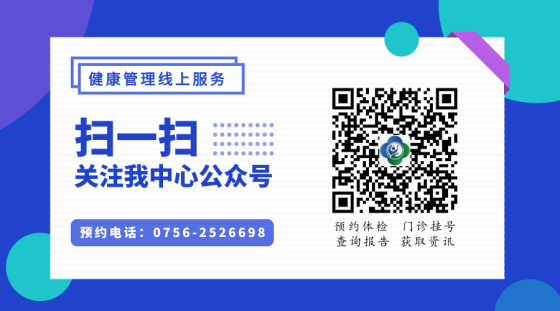 健康管理线上服务
扫一扫
关注我中心公众号
预约电话：0756-2526698
预约体检 门诊挂号
查询报告 获取资讯